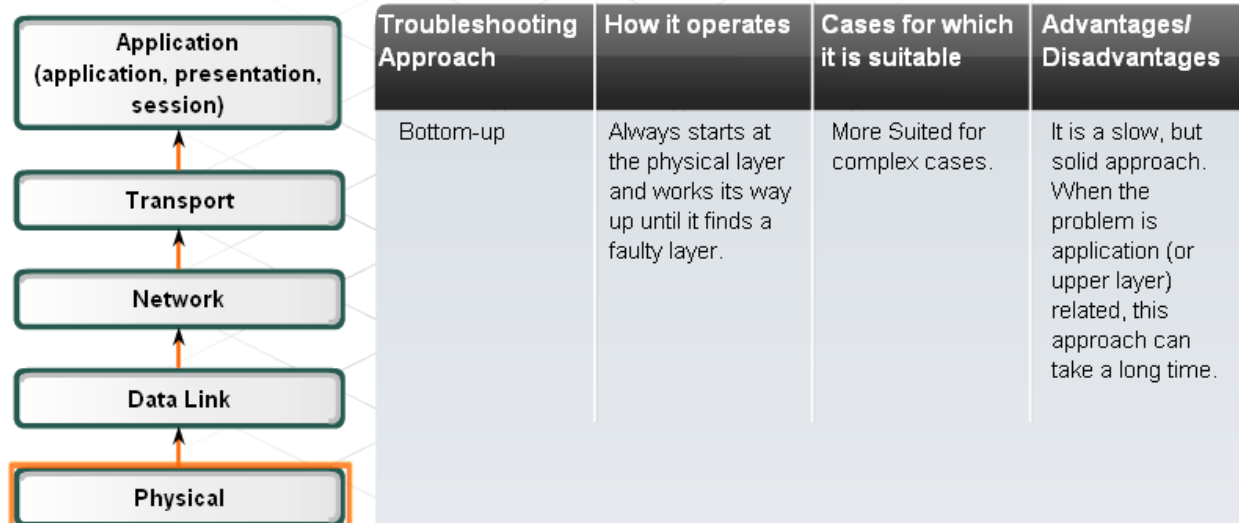 Application
(application, presentation,
session)
Transport
Network
Data Link
Physical
Troubleshooting
Approach
How it operates
Cases for which
it is suitable
Advantages/
Disadvantages
Bottom-up
Always starts at
the physical layer
and works its way
up until it finds a
faulty layer.
More Suited for
complex cases.
It is a slow, but
solid approach.
When the
problem is
application (or
upper layer)
related, this
approach can
take a long time.